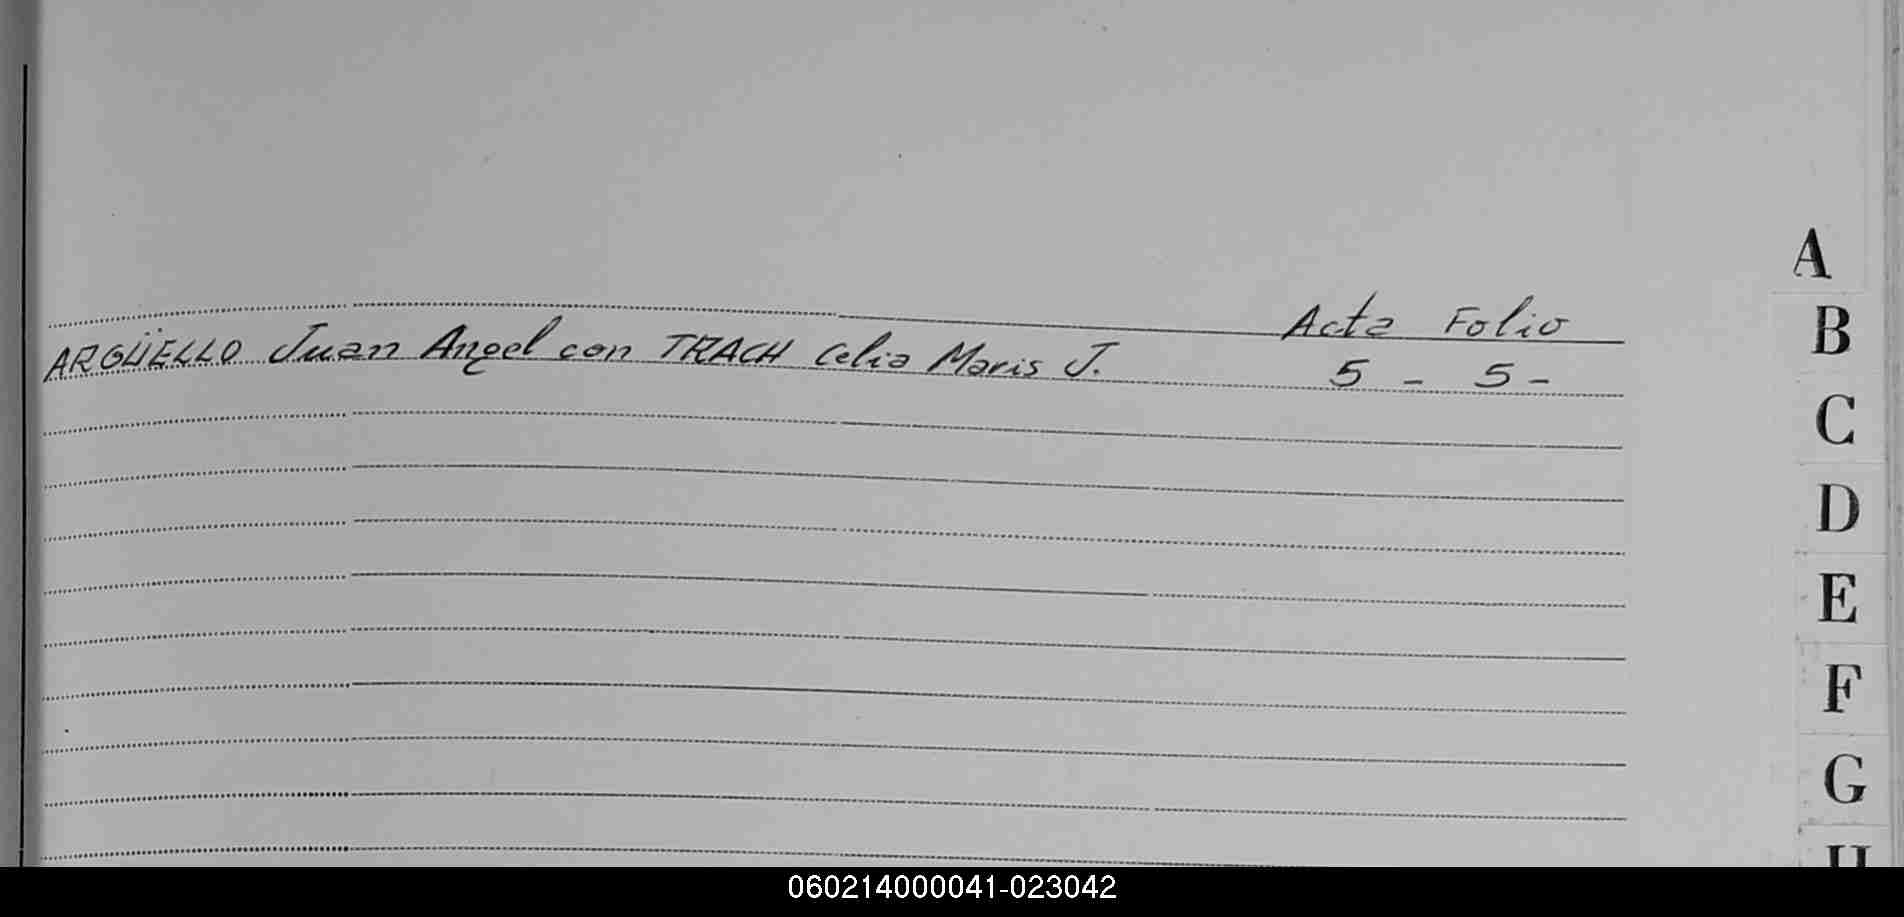 Acta Folio
ARGÜELLO Juan Angel con TRACH Celia Maris J. 5 - 5 -
A
B
C
D
E
F
G
H
060214000041-023042